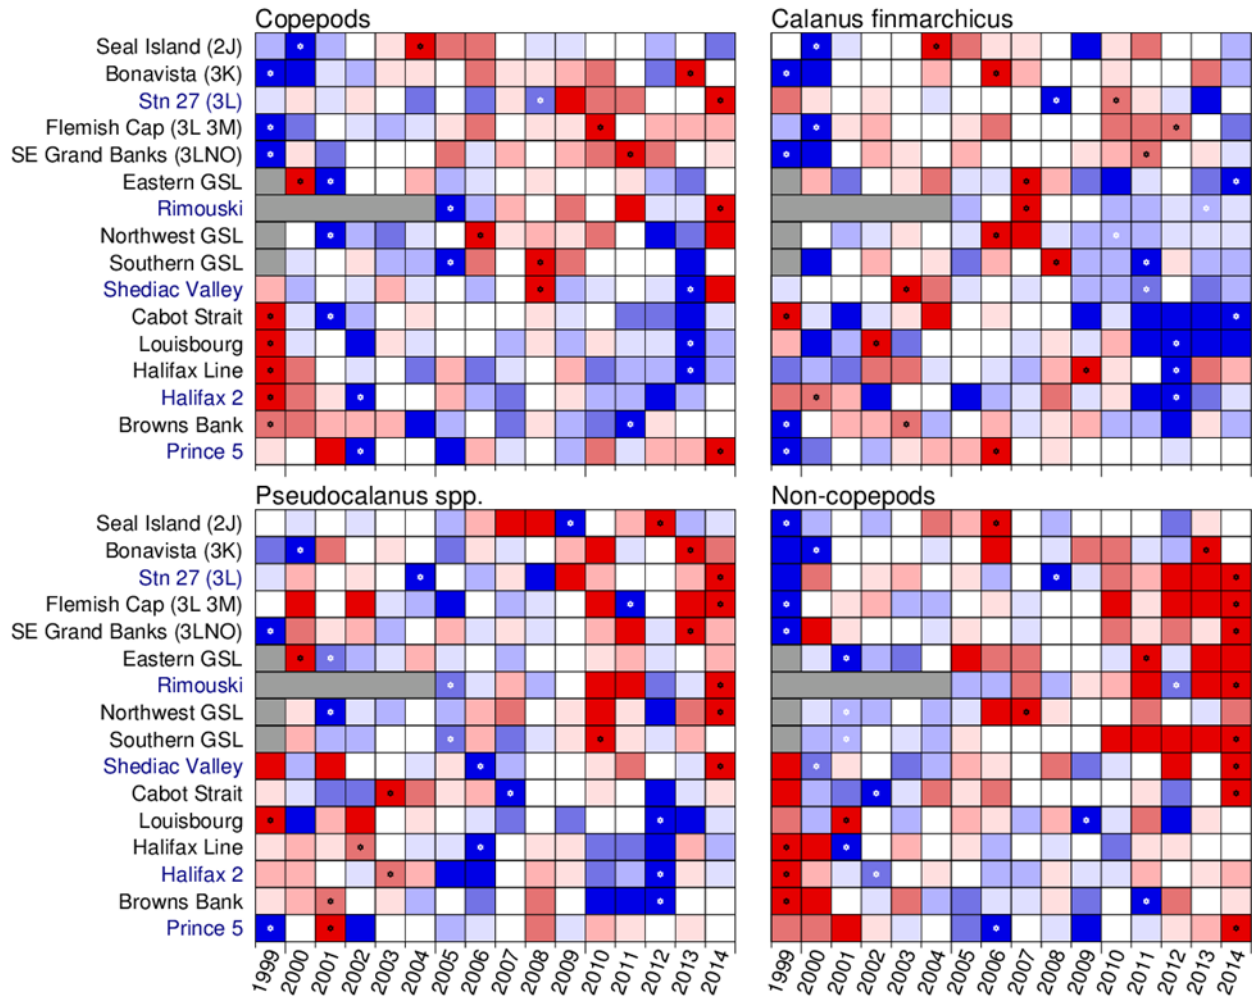 Copepods
Calanus finmarchicus
Seal Island (2J)
Bonavista (3K)
Stn 27 (3L)
Flemish Cap (3L 3M)
SE Grand Banks (3LNO)
Eastern GSL
Rimouski
Northwest GSL
Southern GSL
Shediac Valley
Cabot Strait
Louisbourg
Halifax Line
Halifax 2
Browns Bank
Prince 5
Pseudocalanus spp.
Non-copepods
Seal Island (2J)
Bonavista (3K)
Stn 27 (3L)
Flemish Cap (3L 3M)
SE Grand Banks (3LNO)
Eastern GSL
Rimouski
Northwest GSL
Southern GSL
Shediac Valley
Cabot Strait
Louisbourg
Halifax Line
Halifax 2
Browns Bank
Prince 5
1999 2000 2001 2002 2003 2004 2005 2006 2007 2008 2009 2010 2011 2012 2013 2014
1999 2000 2001 2002 2003 2004 2005 2006 2007 2008 2009 2010 2011 2012 2013 2014